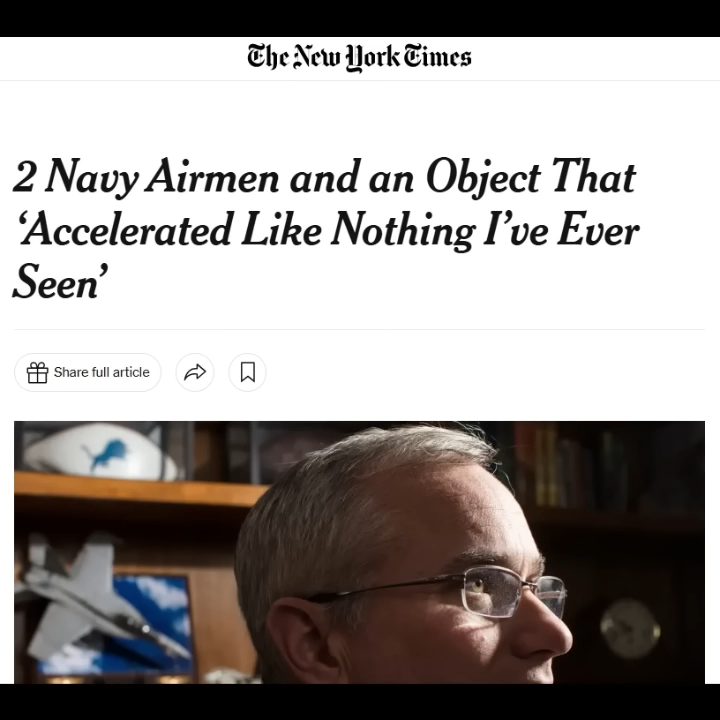 The New York Times
2 Navy Airmen and an Object That
‘Accelerated Like Nothing I’ve Ever
Seen’
Share full article